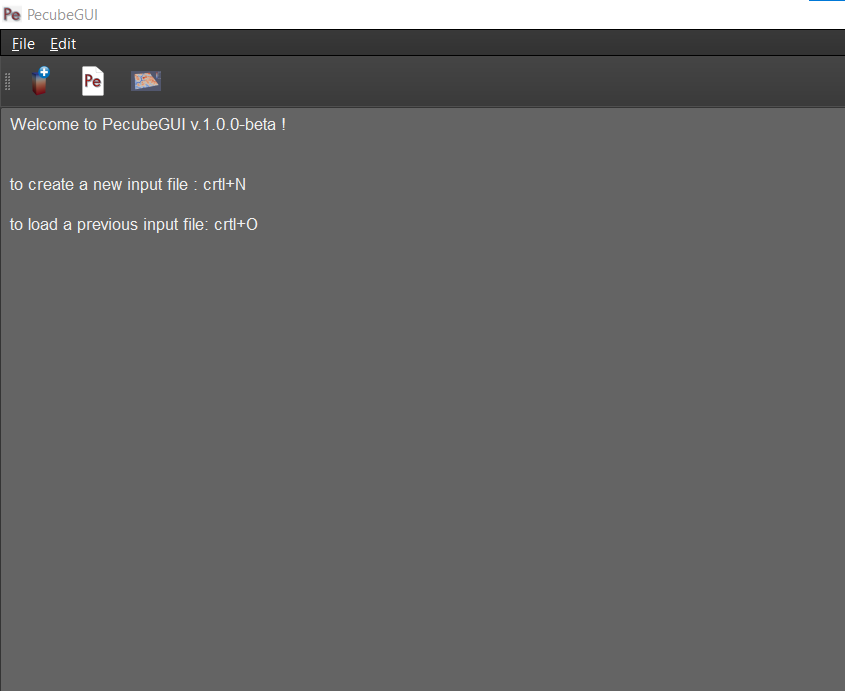 Pe PecubeGUI
File Edit
Pe
Welcome to PecubeGUI v.1.0.0-beta !
to create a new input file : crtl+N
to load a previous input file: crtl+O